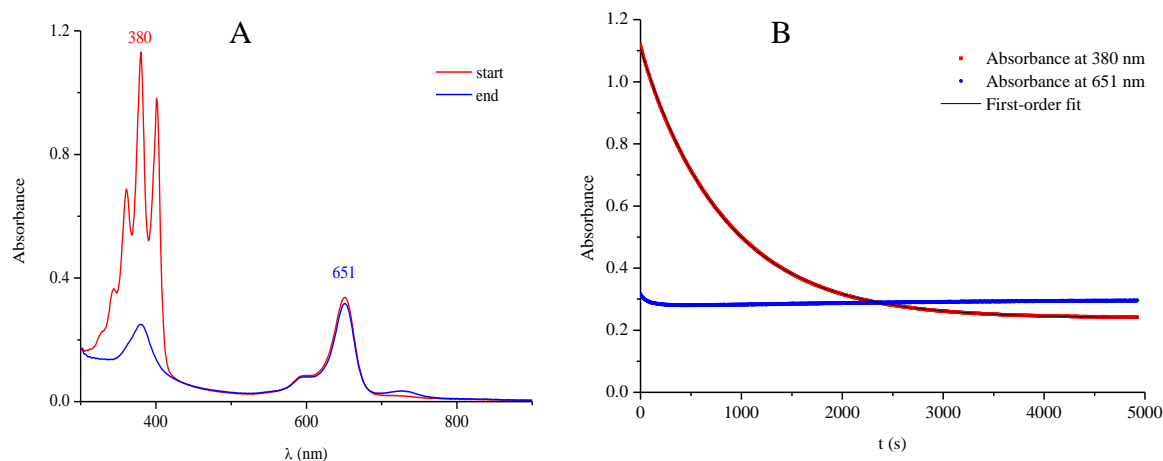 A
380
start
end
651
1.2
0.8
0.4
0.0
Absorbance
400
600
800
λ (nm)
B
Absorbance at 380 nm
Absorbance at 651 nm
First-order fit
1.2
1.0
0.8
0.6
0.4
0.2
0.0
Absorbance
0
1000
2000
3000
4000
5000
t (s)